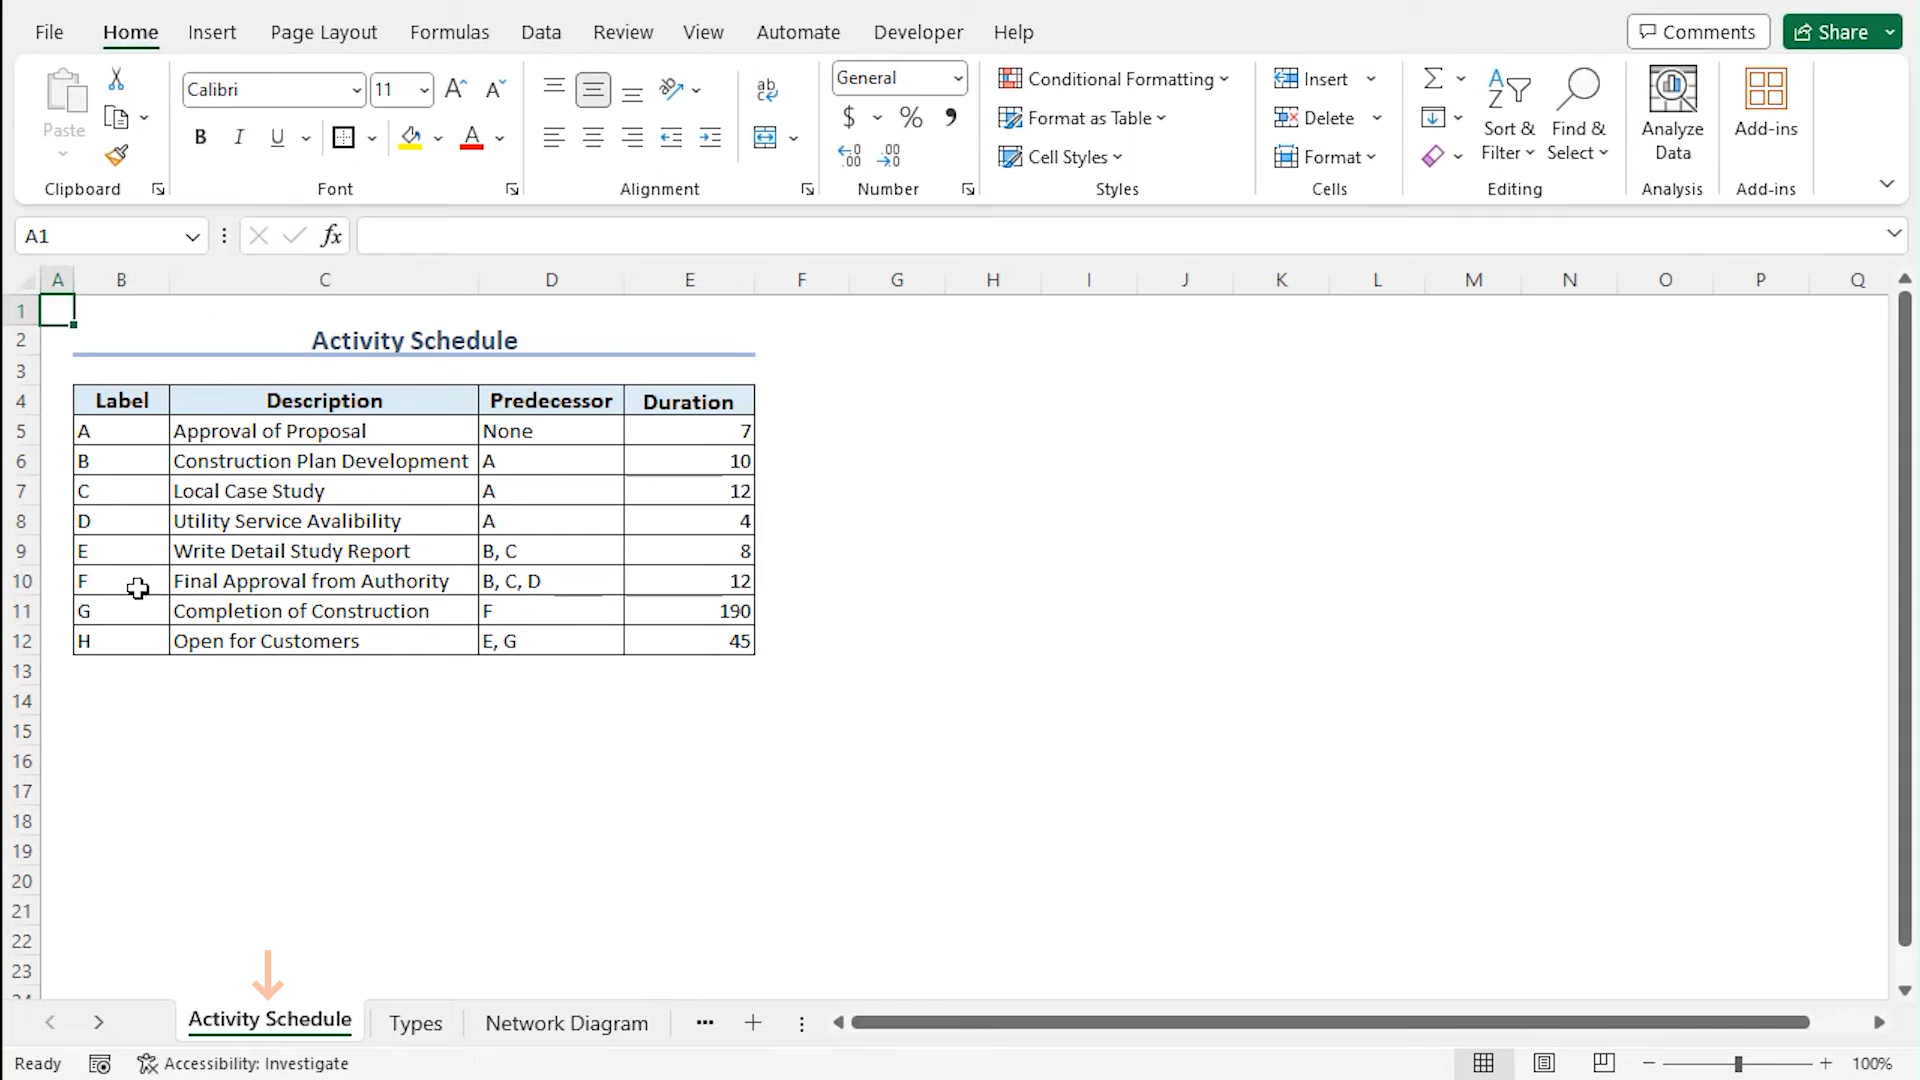 File Home Insert Page Layout Formulas Data Review View Automate Developer Help Comments Share
Calibri 11 A A ab c General Conditional Formatting Insert
Paste B I U A $ % 9 Format as Table Delete Sort & Filter Find & Select Analyze Data Add-ins
Cell Styles Format
Clipboard Font Alignment Number Styles Cells Editing Analysis Add-ins
A1 fx
A B C D E F G H I J K L M N O P Q
1
2 Activity Schedule
3
4 Label Description Predecessor Duration
5 A Approval of Proposal None 7
6 B Construction Plan Development A 10
7 C Local Case Study A 12
8 D Utility Service Avalibility A 4
9 E Write Detail Study Report B, C 8
10 F Final Approval from Authority B, C, D 12
11 G Completion of Construction F 190
12 H Open for Customers E, G 45
13
14
15
16
17
18
19
20
21
22
23
Activity Schedule Types Network Diagram ...
Ready Accessibility: Investigate 100%